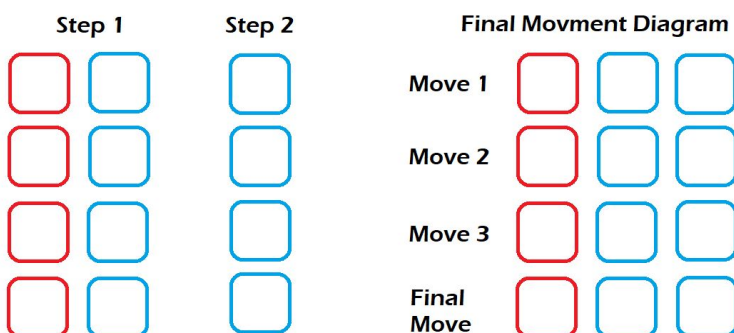 Step 1
Step 2
Final Movment Diagram
Move 1
Move 2
Move 3
Final
Move